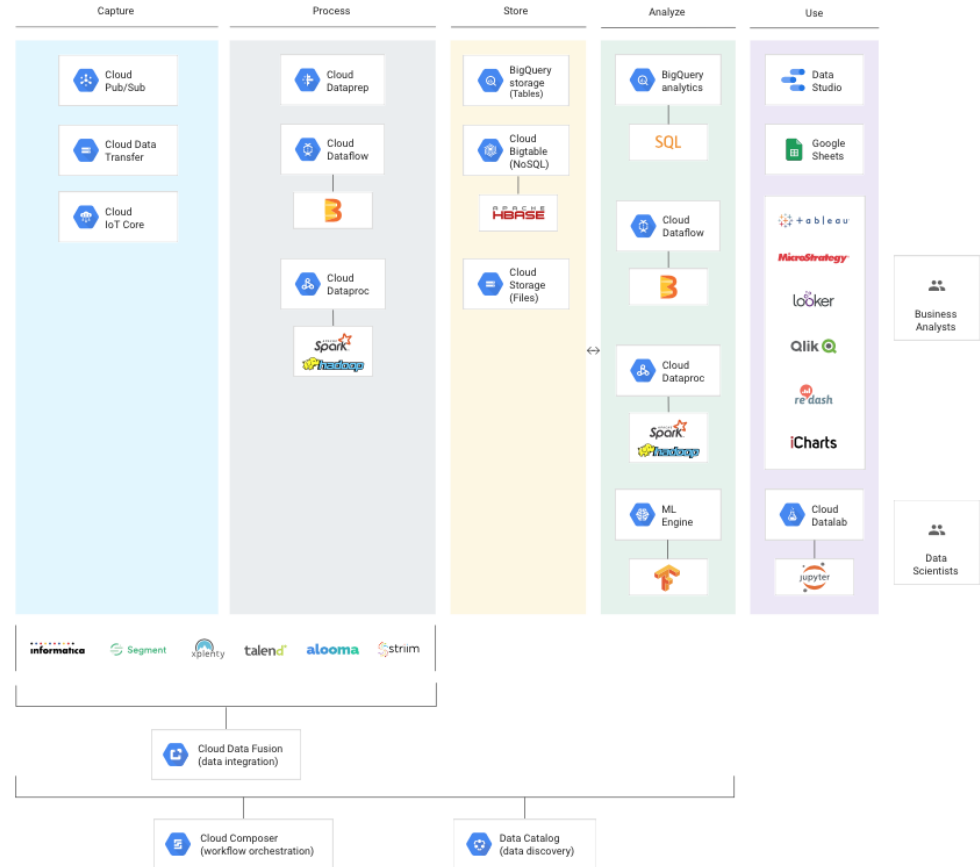 Capture
Process
Store
Analyze
Use
Cloud
Pub/Sub
Cloud Data
Transfer
Cloud
IoT Core
Cloud
Dataprep
Cloud
Dataflow
Cloud
Dataproc
APACHE
Spark
hadoop
BigQuery
storage
(Tables)
Cloud
Bigtable
(NoSQL)
APACHE
HBASE
Cloud
Storage
(Files)
BigQuery
analytics
SQL
Cloud
Dataflow
Cloud
Dataproc
APACHE
Spark
hadoop
ML
Engine
Data
Studio
Google
Sheets
+ableau
MicroStrategy
looker
Qlik
re:dash
iCharts
Cloud
Datalab
jupyter
Business
Analysts
Data
Scientists
informatica
Segment
xplenty
talend
alooma
striim
Cloud Data Fusion
(data integration)
Cloud Composer
(workflow orchestration)
Data Catalog
(data discovery)